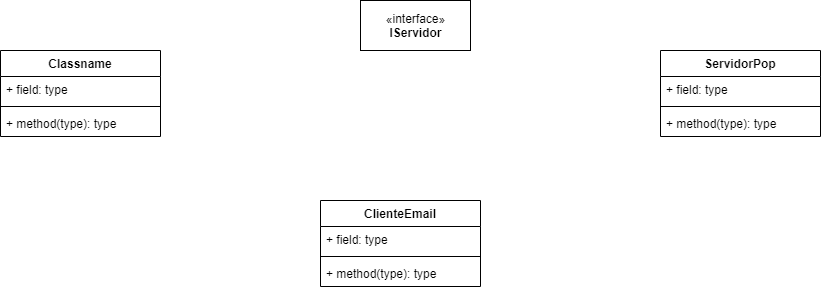 «interface»
IServidor
Classname
+ field: type
+ method(type): type
ServidorPop
+ field: type
+ method(type): type
ClienteEmail
+ field: type
+ method(type): type